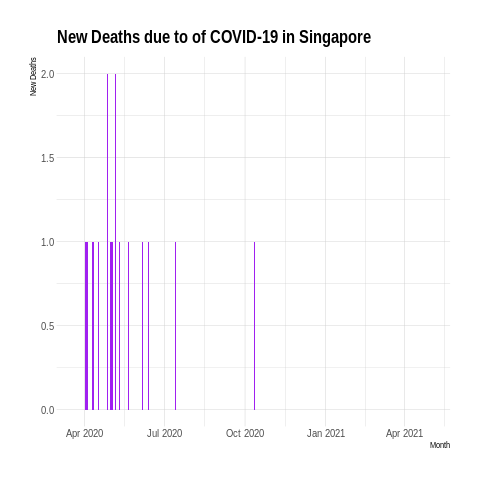 New Deaths due to of COVID-19 in Singapore
New Deaths
2.0
1.5
1.0
0.5
0.0
Apr 2020 Jul 2020 Oct 2020 Jan 2021 Apr 2021
Month